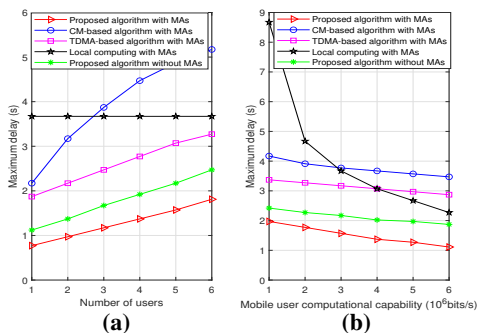 Proposed algorithm with MAs
CM-based algorithm with MAs
TDMA-based algorithm with MAs
Local computing with MAs
Proposed algorithm without MAs
Maximum delay (s)
6
5
4
3
2
1
0
1 2 3 4 5 6
Number of users
(a)
Proposed algorithm with MAs
CM-based algorithm with MAs
TDMA-based algorithm with MAs
Local computing with MAs
Proposed algorithm without MAs
Maximum delay (s)
9
8
7
6
5
4
3
2
1
0
1 2 3 4 5 6
Mobile user computational capability (10⁶bits/s)
(b)